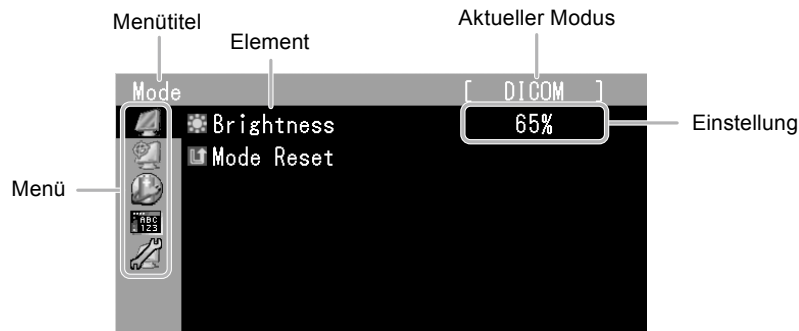 Menütitel
Element
Aktueller Modus
Mode [ DICOM ]
Brightness 65%
Einstellung
Mode Reset
Menü
ABC
123